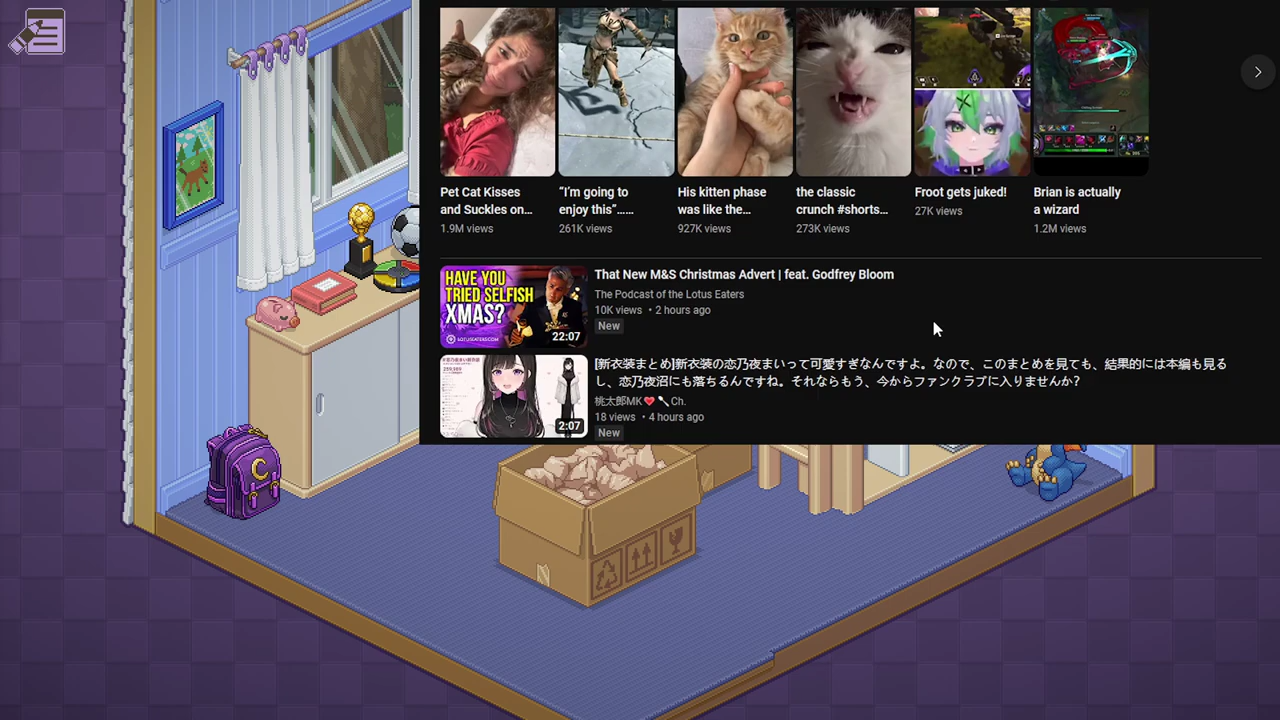 Pet Cat Kisses
and Suckles on...
"I'm going to
enjoy this"......
His kitten phase
was like the...
the classic
crunch #shorts...
Froot gets juked!
Brian is actually
a wizard
1.9M views
261K views
927K views
273K views
27K views
1.2M views
HAVE YOU
TRIED SELFISH
XMAS?
LOTUSEATERS.COM
22:07
That New M&S Christmas Advert | feat. Godfrey Bloom
The Podcast of the Lotus Eaters
10K views • 2 hours ago
New
259,989
2:07
[新衣装まとめ]新衣装の恋乃夜まいって可愛すぎなんですよ。なので、このまとめを見ても、結果的には本編も見る
し、恋乃夜沼にも落ちるんですね。それならもう、今からファンクラブに入りませんか?
桃太郎MK❤️🥄Ch.
18 views • 4 hours ago
New
C